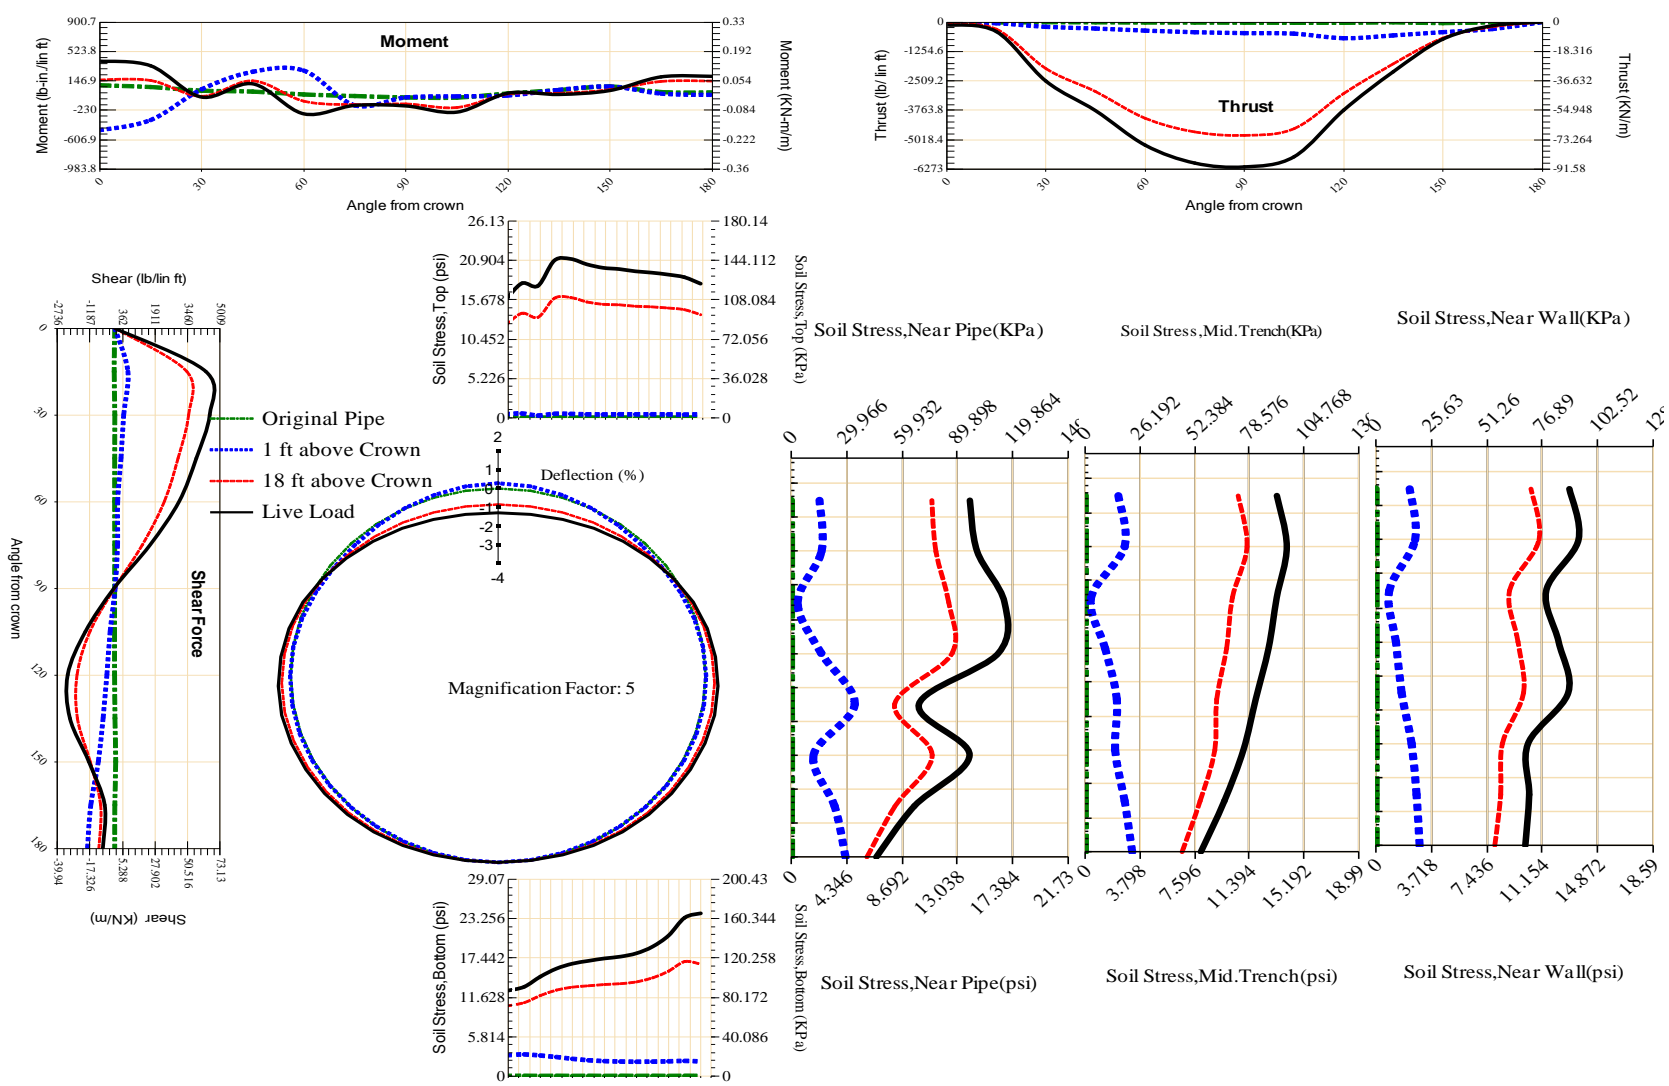 Moment
900.7
523.8
146.9
-230
-606.9
-983.8
Moment (lb-in./lin ft)
0.33
0.192
0.054
-0.084
-0.222
-0.36
Moment (KN-m/m)
0 30 60 90 120 150 180
Angle from crown
Thrust
0
-1254.6
-2509.2
-3763.8
-5018.4
-6273
Thrust (lb/ lin ft)
0
-18.316
-36.632
-54.948
-73.264
-91.58
Thrust (KN/m)
0 30 60 90 120 150 180
Angle from crown
26.13
20.904
15.678
10.452
5.226
0
Soil Stress,Top (psi)
180.14
144.112
108.084
72.056
36.028
0
Soil Stress,Top (KPa)
Shear (lb/lin ft)
-2736 -1187 362 1911 3460 5009
0
30
60
90
120
150
180
Angle from crown
Shear Force
-39.94 -17.326 5.288 27.902 50.516 73.13
Shear (KN/m)
Original Pipe
1 ft above Crown
18 ft above Crown
Live Load
2
1
0
-1
-2
-3
-4
Deflection (%)
Magnification Factor: 5
29.07
23.256
17.442
11.628
5.814
0
Soil Stress,Bottom (psi)
200.43
160.344
120.258
80.172
40.086
0
Soil Stress,Bottom (KPa)
Soil Stress,Near Pipe(KPa)
0 29.966 59.932 89.898 119.864
0 4.346 8.692 13.038 17.384 21.73
Soil Stress,Near Pipe(psi)
Soil Stress,Mid.Trench(KPa)
0 26.192 52.384 78.576 104.768
0 3.798 7.596 11.394 15.192 18.99
Soil Stress,Mid.Trench(psi)
Soil Stress,Near Wall(KPa)
0 25.63 51.26 76.89 102.52
0 3.718 7.436 11.154 14.872 18.59
Soil Stress,Near Wall(psi)